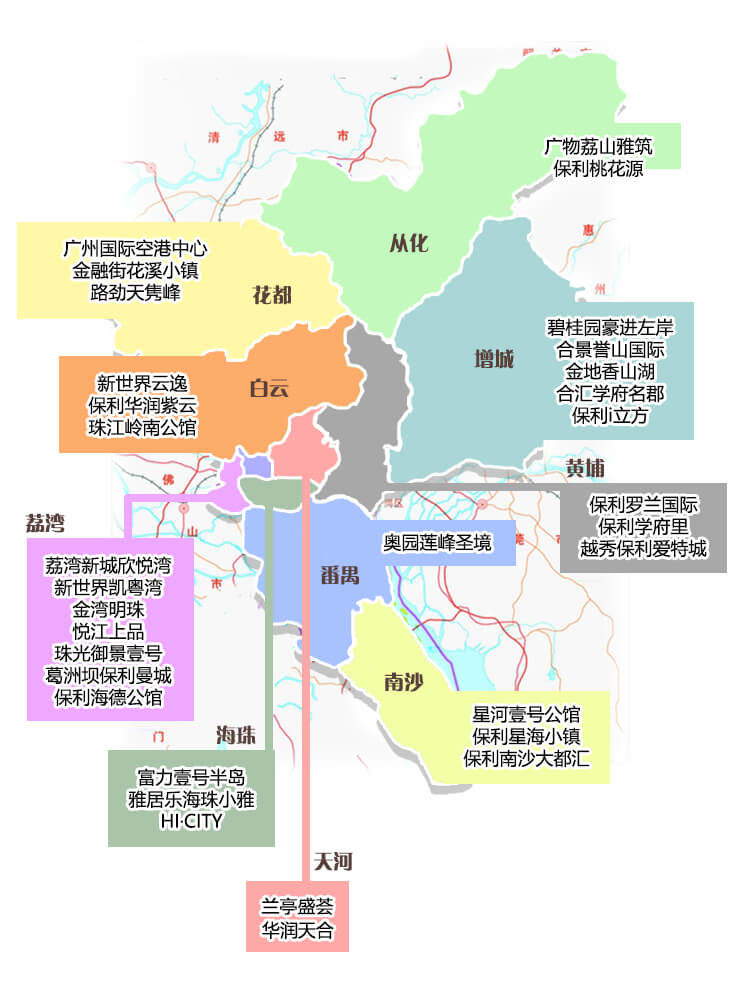 清远市
广物荔山雅筑
保利桃花源
从化
惠
州
广州国际空港中心
金融街花溪小镇
路劲天隽峰
花都
碧桂园豪进左岸
合景誉山国际
金地香山湖
合汇学府名郡
保利i立方
增城
新世界云逸
保利华润紫云
珠江岭南公馆
白云
黄埔
保利罗兰国际
保利学府里
越秀保利爱特城
佛
山
市
荔湾
荔湾新城欣悦湾
新世界凯粤湾
金湾明珠
悦江上品
珠光御景壹号
葛洲坝保利曼城
保利海德公馆
奥园莲峰圣境
番禺
莞
南沙
星河壹号公馆
保利星海小镇
保利南沙大都汇
门
海珠
富力壹号半岛
雅居乐海珠小雅
HI·CITY
天河
兰亭盛荟
华润天合